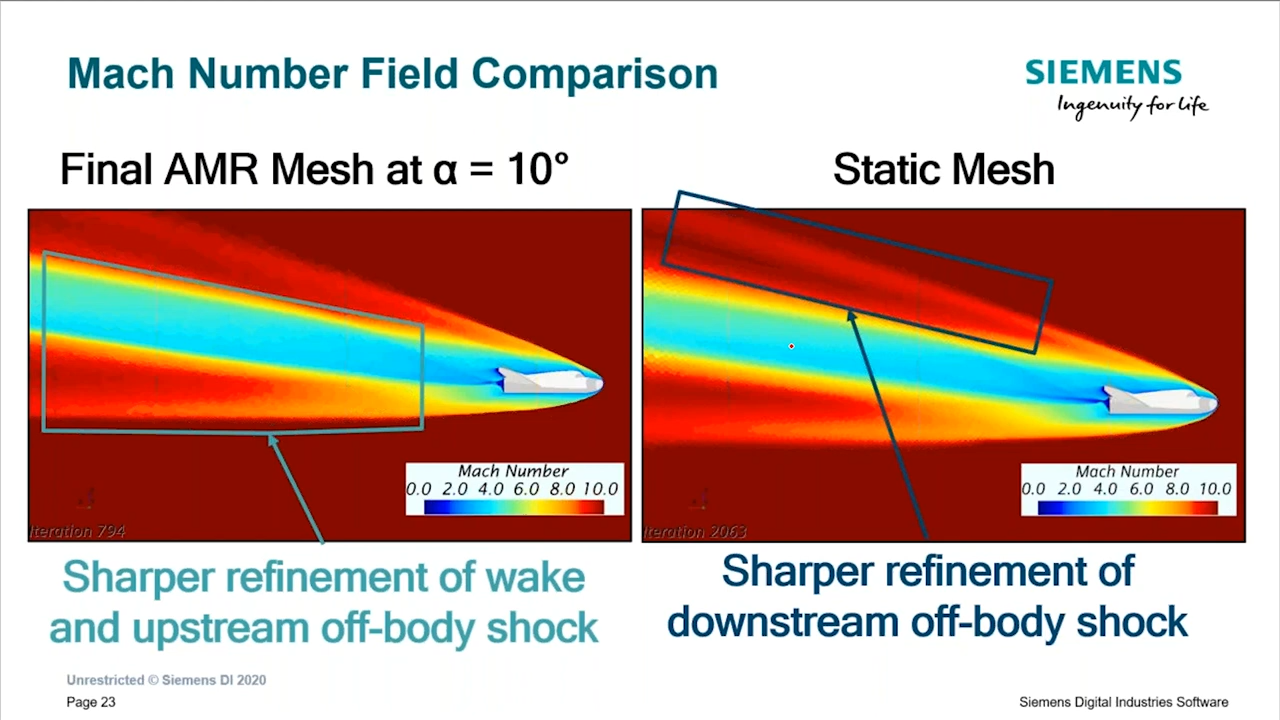 Mach Number Field Comparison
SIEMENS
Ingenuity for life
Final AMR Mesh at α = 10°
Static Mesh
Mach Number
0.0 2.0 4.0 6.0 8.0 10.0
Iteration 794
Mach Number
0.0 2.0 4.0 6.0 8.0 10.0
Iteration 2063
Sharper refinement of wake
and upstream off-body shock
Sharper refinement of
downstream off-body shock
Unrestricted © Siemens DI 2020
Page 23
Siemens Digital Industries Software